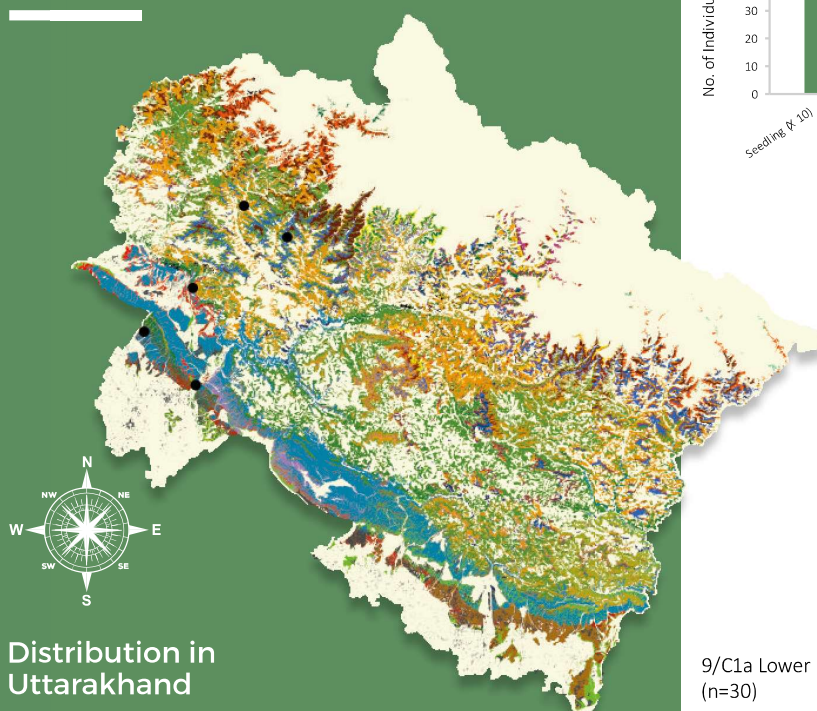 No. of Individu
30
20
10
0
Seedling (X 10)
N
NW
NE
W
E
SW
SE
S
Distribution in
Uttarakhand
9/C1a Lower
(n=30)